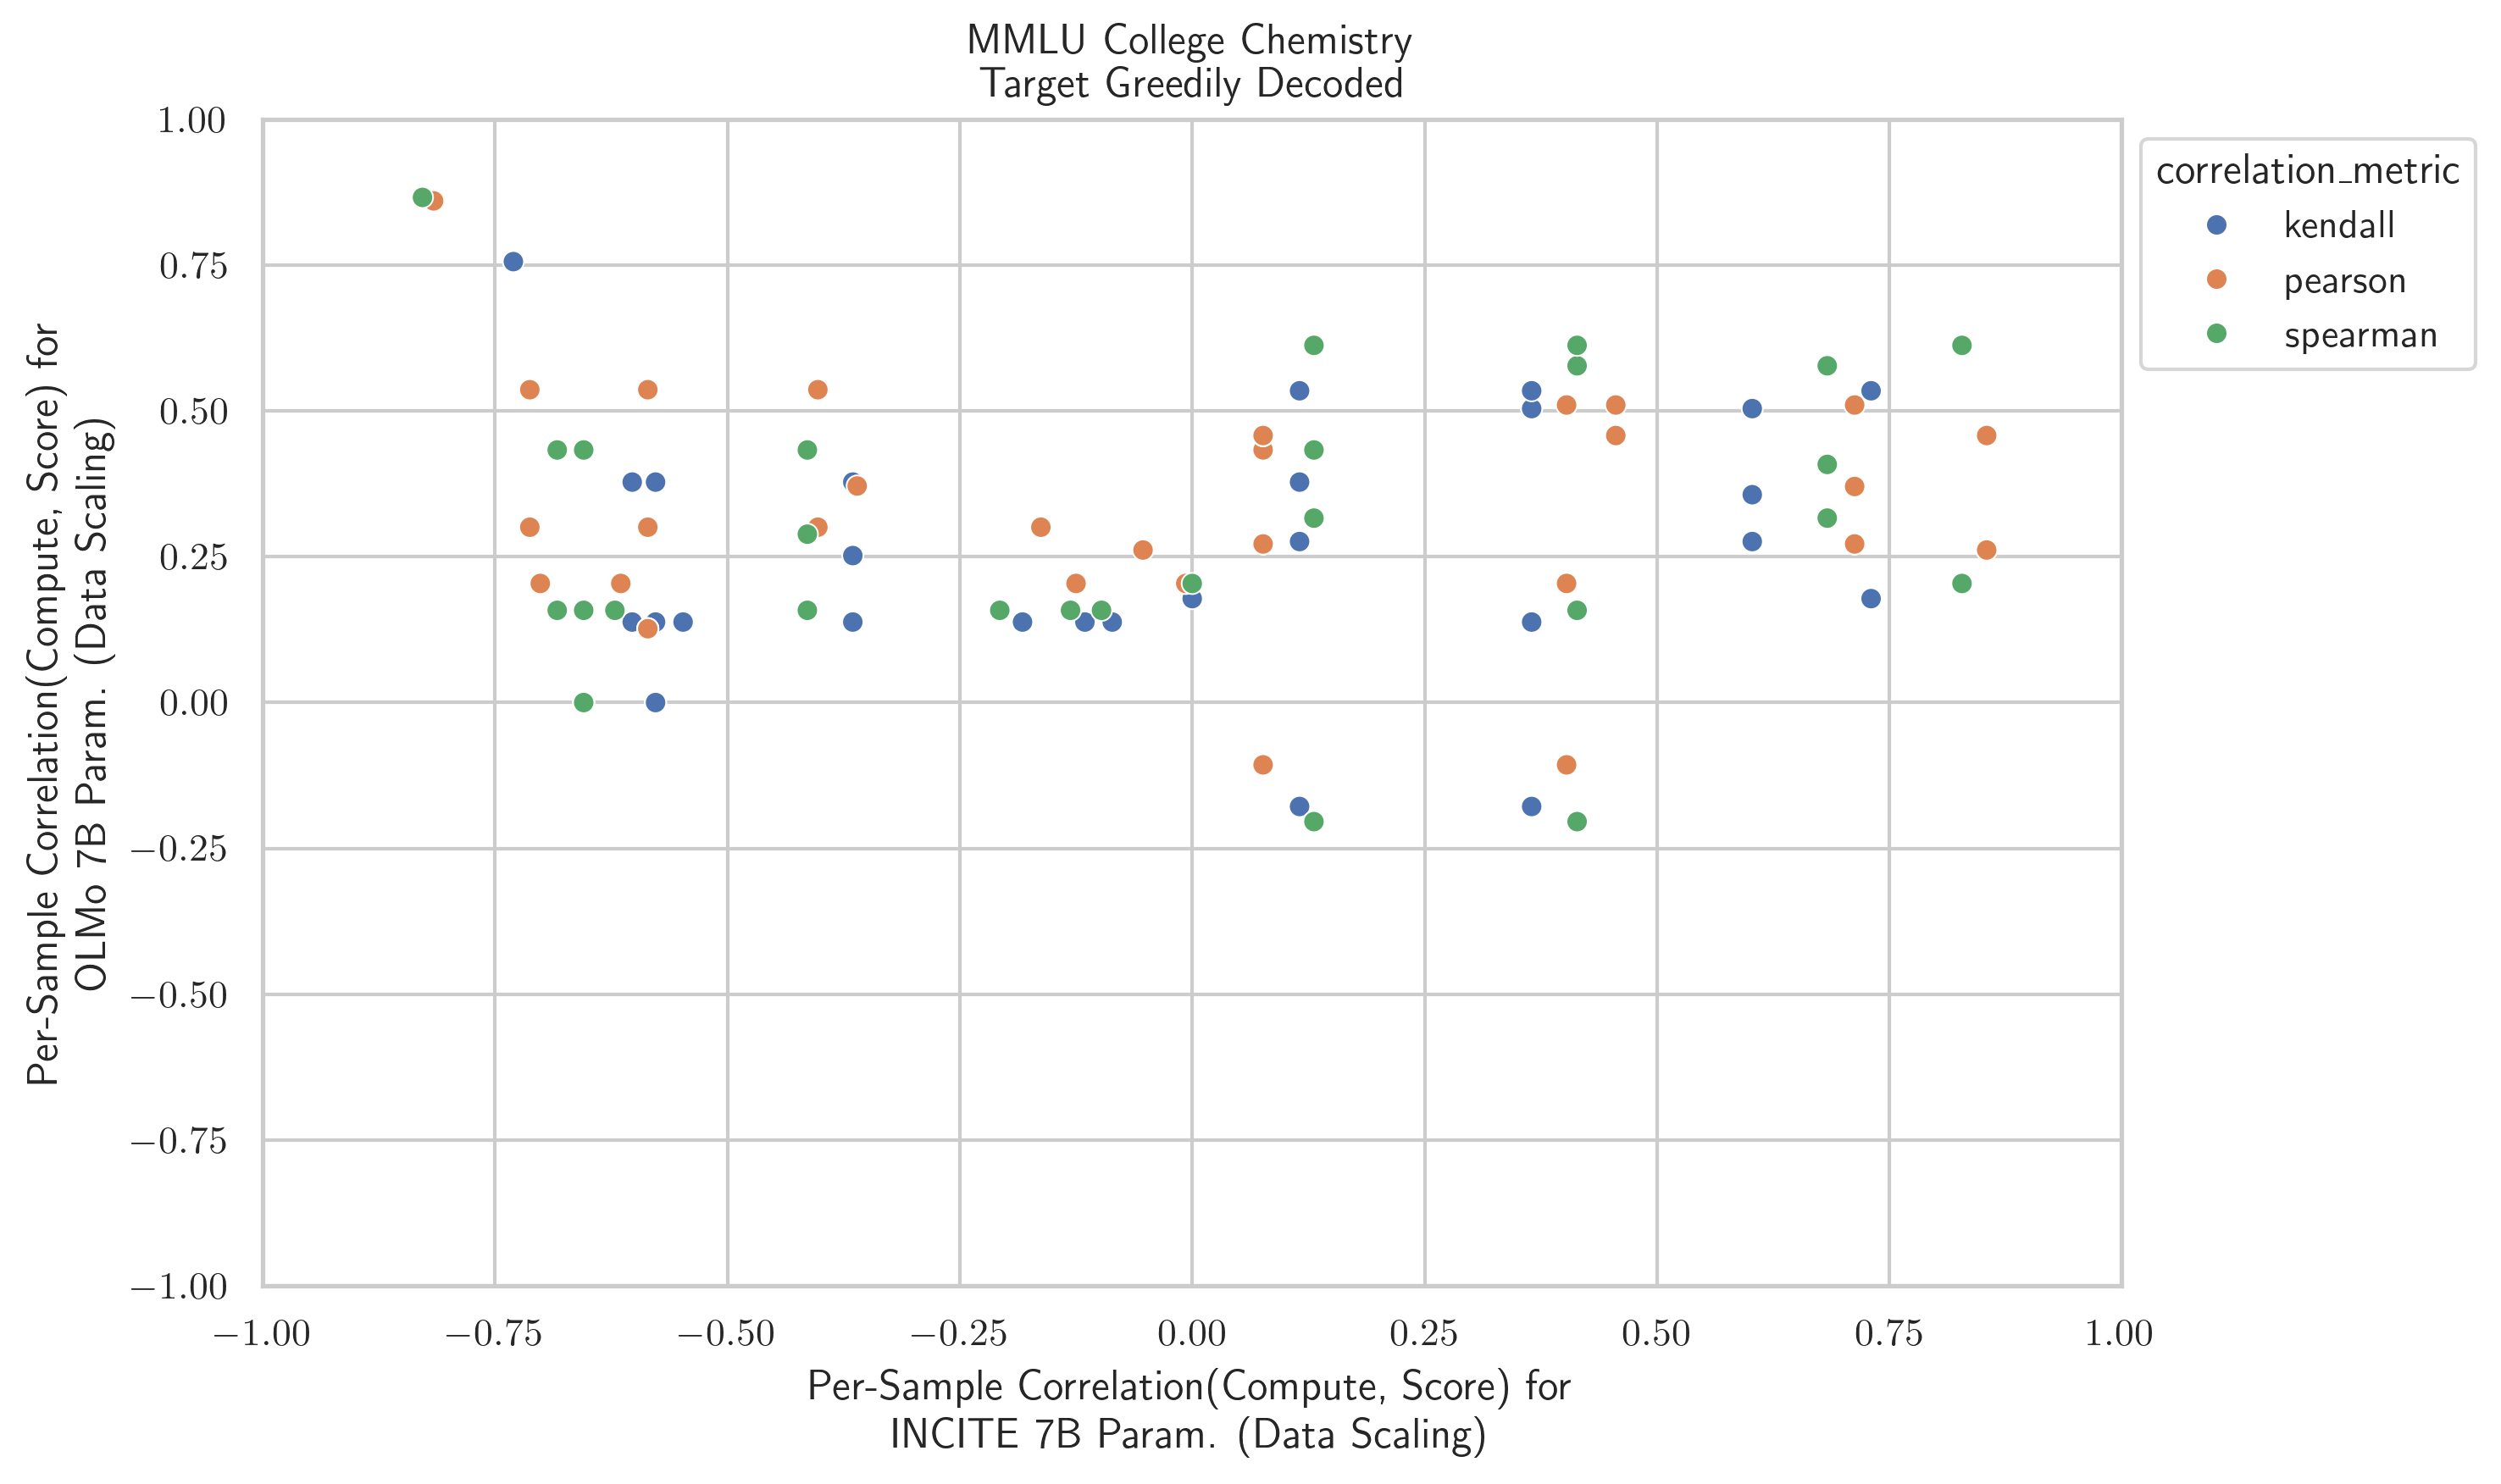 MMLU College Chemistry
Target Greedily Decoded
Per-Sample Correlation(Compute, Score) for
OLMo 7B Param. (Data Scaling)
1.00
0.75
0.50
0.25
0.00
−0.25
−0.50
−0.75
−1.00
−1.00 −0.75 −0.50 −0.25 0.00 0.25 0.50 0.75 1.00
Per-Sample Correlation(Compute, Score) for
INCITE 7B Param. (Data Scaling)
correlation_metric
kendall
pearson
spearman